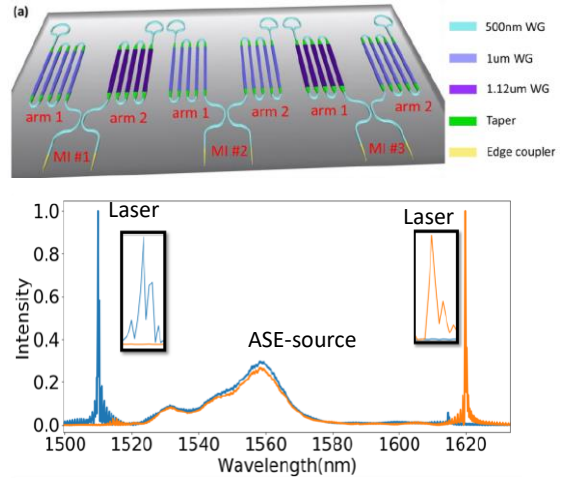 (a)
500nm WG
1um WG
1.12um WG
Taper
Edge coupler
arm 1
arm 2
arm 1
arm 2
arm 1
arm 2
MI #1
MI #2
MI #3
Laser
Laser
ASE-source
Intensity
1.0
0.8
0.6
0.4
0.2
0.0
1500 1520 1540 1560 1580 1600 1620
Wavelength(nm)